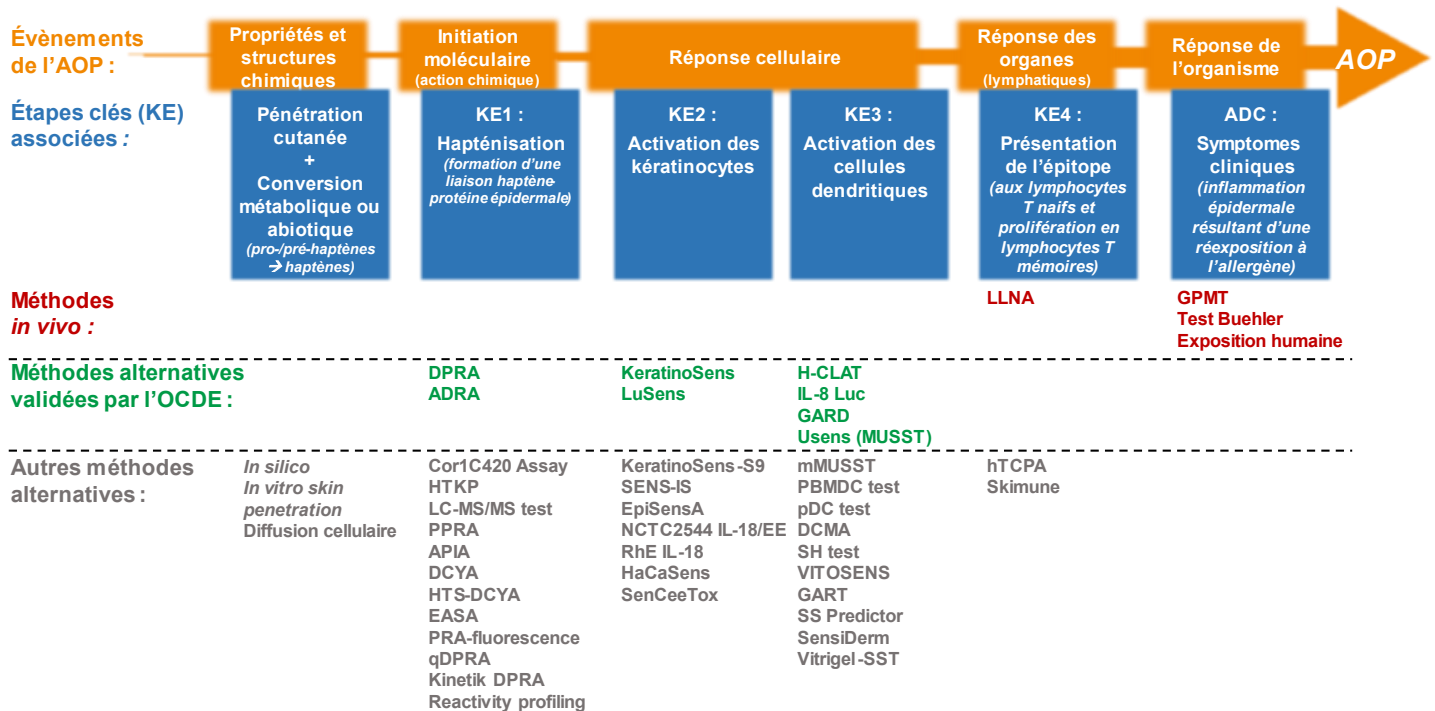 Évènements
de l'AOP :
Propriétés et
structures
chimiques
Initiation
moléculaire
(action chimique)
Réponse cellulaire
Réponse des
organes
(lymphatiques)
Réponse de
l'organisme
AOP
Étapes clés (KE)
associées :
Pénétration
cutanée
+
Conversion
métabolique ou
abiotique
(pro-/pré-haptènes
→ haptènes)
KE1 :
Hapténisation
(formation d'une
liaison haptène-
protéine épidermale)
KE2 :
Activation des
kératinocytes
KE3 :
Activation des
cellules
dendritiques
KE4 :
Présentation
de l'épitope
(aux lymphocytes
T naifs et
prolifération en
lymphocytes T
mémoires)
ADC :
Symptomes
cliniques
(inflammation
épidermale
résultant d'une
réexposition à
l'allergène)
Méthodes
in vivo :
LLNA
GPMT
Test Buehler
Exposition humaine
Méthodes alternatives
validées par l'OCDE :
DPRA
ADRA
KeratinoSens
LuSens
H-CLAT
IL-8 Luc
GARD
Usens (MUSST)
Autres méthodes
alternatives :
In silico
In vitro skin
penetration
Diffusion cellulaire
Cor1C420 Assay
HTKP
LC-MS/MS test
PPRA
APIA
DCYA
HTS-DCYA
EASA
PRA-fluorescence
qDPRA
Kinetik DPRA
Reactivity profiling
KeratinoSens-S9
SENS-IS
EpiSensA
NCTC2544 IL-18/EE
RhE IL-18
HaCaSens
SenCeeTox
mMUSST
PBMDC test
pDC test
DCMA
SH test
VITOSENS
GART
SS Predictor
SensiDerm
Vitrigel-SST
hTCPA
Skimune